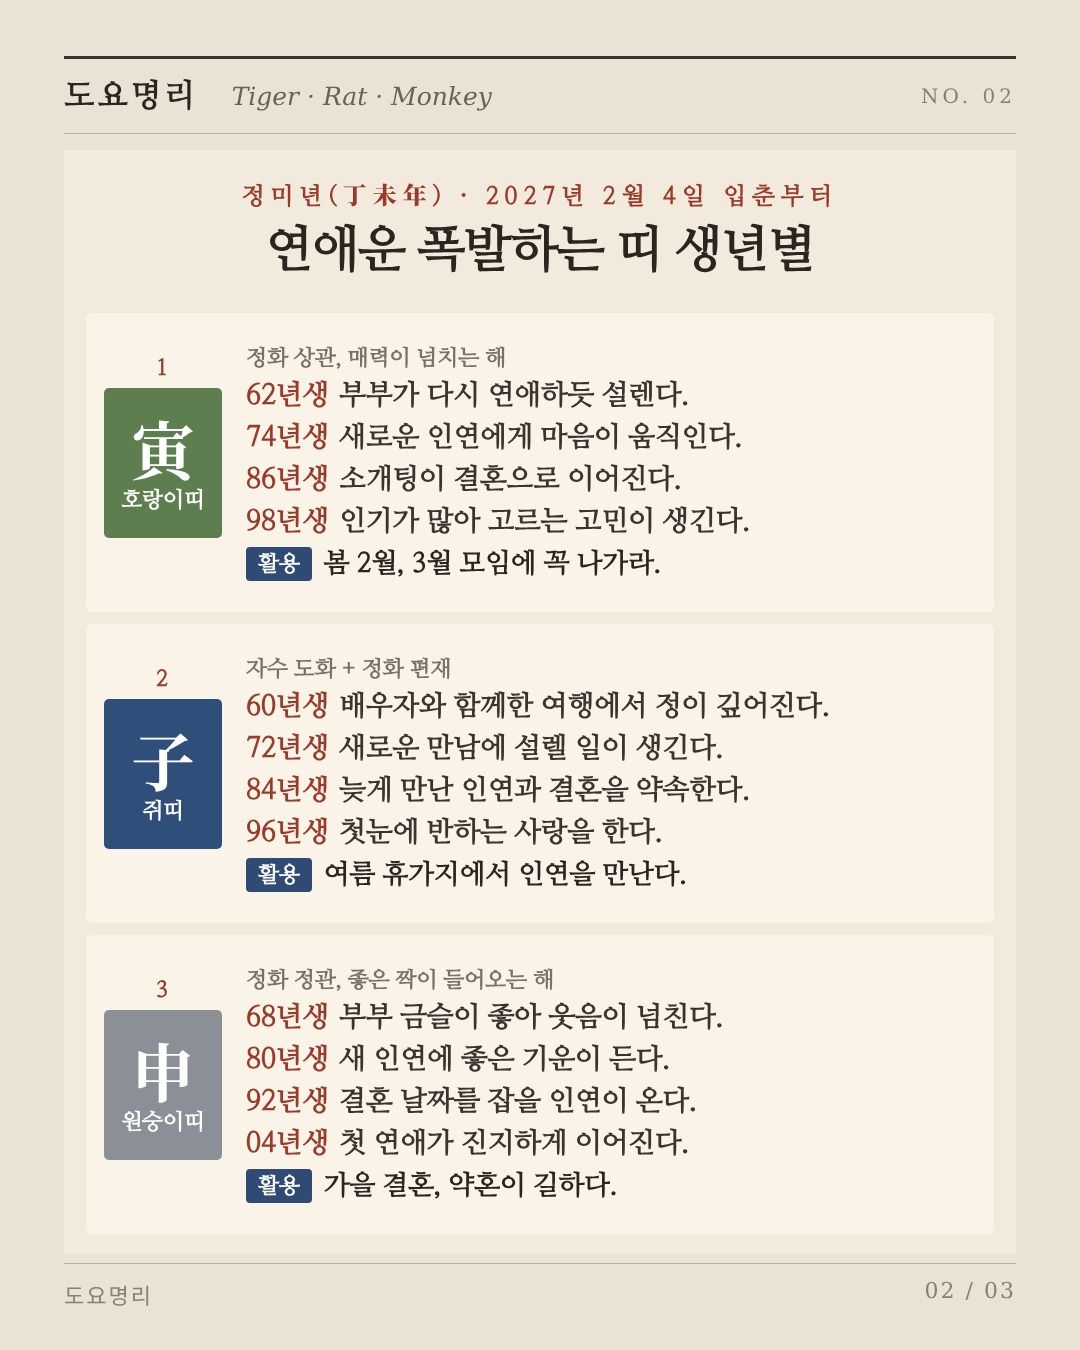 도요명리 Tiger · Rat · Monkey NO. 02
정미년(丁未年) · 2027년 2월 4일 입춘부터
연애운 폭발하는 띠 생년별
1
寅
호랑이띠
정화 상관, 매력이 넘치는 해
62년생 부부가 다시 연애하듯 설렌다.
74년생 새로운 인연에게 마음이 움직인다.
86년생 소개팅이 결혼으로 이어진다.
98년생 인기가 많아 고르는 고민이 생긴다.
활용 봄 2월, 3월 모임에 꼭 나가라.
2
子
쥐띠
자수 도화 + 정화 편재
60년생 배우자와 함께한 여행에서 정이 깊어진다.
72년생 새로운 만남에 설렐 일이 생긴다.
84년생 늦게 만난 인연과 결혼을 약속한다.
96년생 첫눈에 반하는 사랑을 한다.
활용 여름 휴가지에서 인연을 만난다.
3
申
원숭이띠
정화 정관, 좋은 짝이 들어오는 해
68년생 부부 금슬이 좋아 웃음이 넘친다.
80년생 새 인연에 좋은 기운이 든다.
92년생 결혼 날짜를 잡을 인연이 온다.
04년생 첫 연애가 진지하게 이어진다.
활용 가을 결혼, 약혼이 길하다.
도요명리 02 / 03